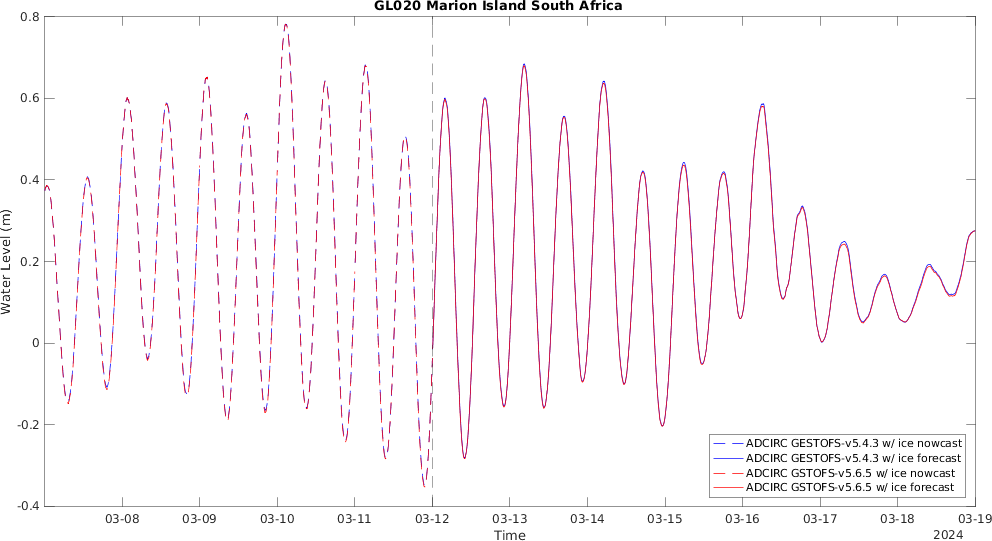 GL020 Marion Island South Africa
0.8
0.6
0.4
0.2
0
-0.2
-0.4
Water Level (m)
03-08 03-09 03-10 03-11 03-12 03-13 03-14 03-15 03-16 03-17 03-18 03-19
Time
2024
ADCIRC GESTOFS-v5.4.3 w/ ice nowcast
ADCIRC GESTOFS-v5.4.3 w/ ice forecast
ADCIRC GSTOFS-v5.6.5 w/ ice nowcast
ADCIRC GSTOFS-v5.6.5 w/ ice forecast